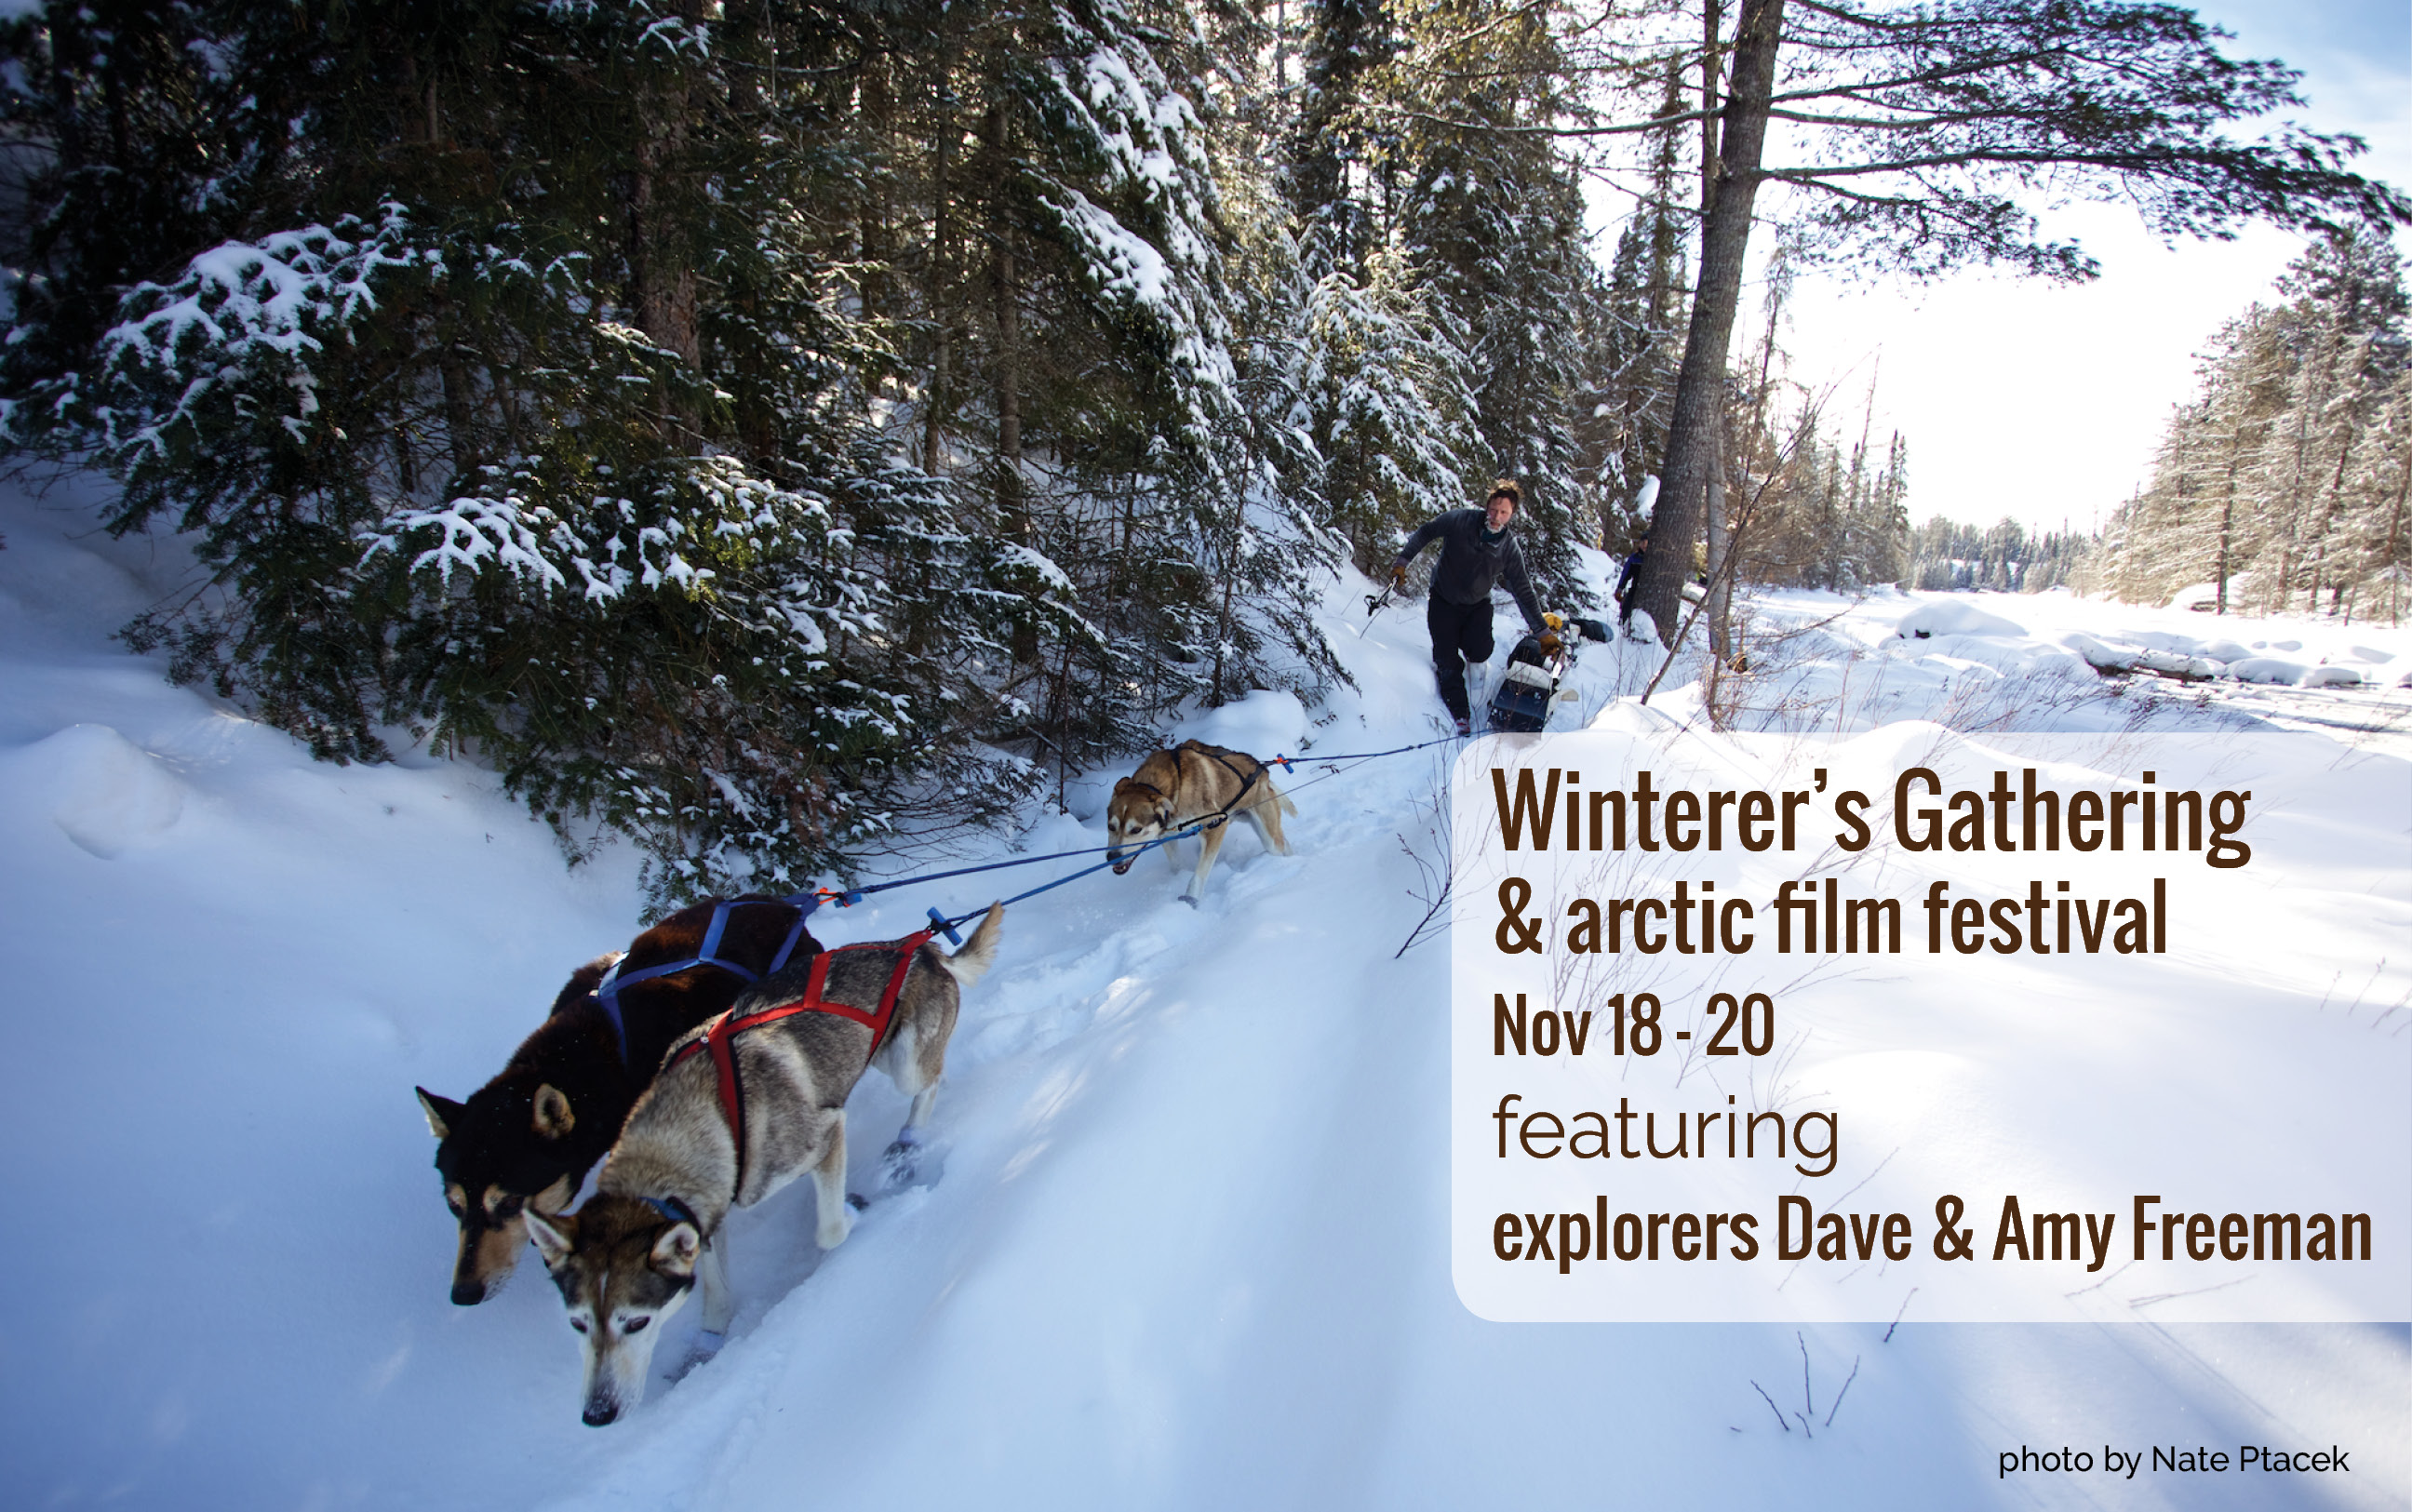 Winterer’s Gathering
& arctic film festival
Nov 18 - 20
featuring
explorers Dave & Amy Freeman
photo by Nate Ptacek